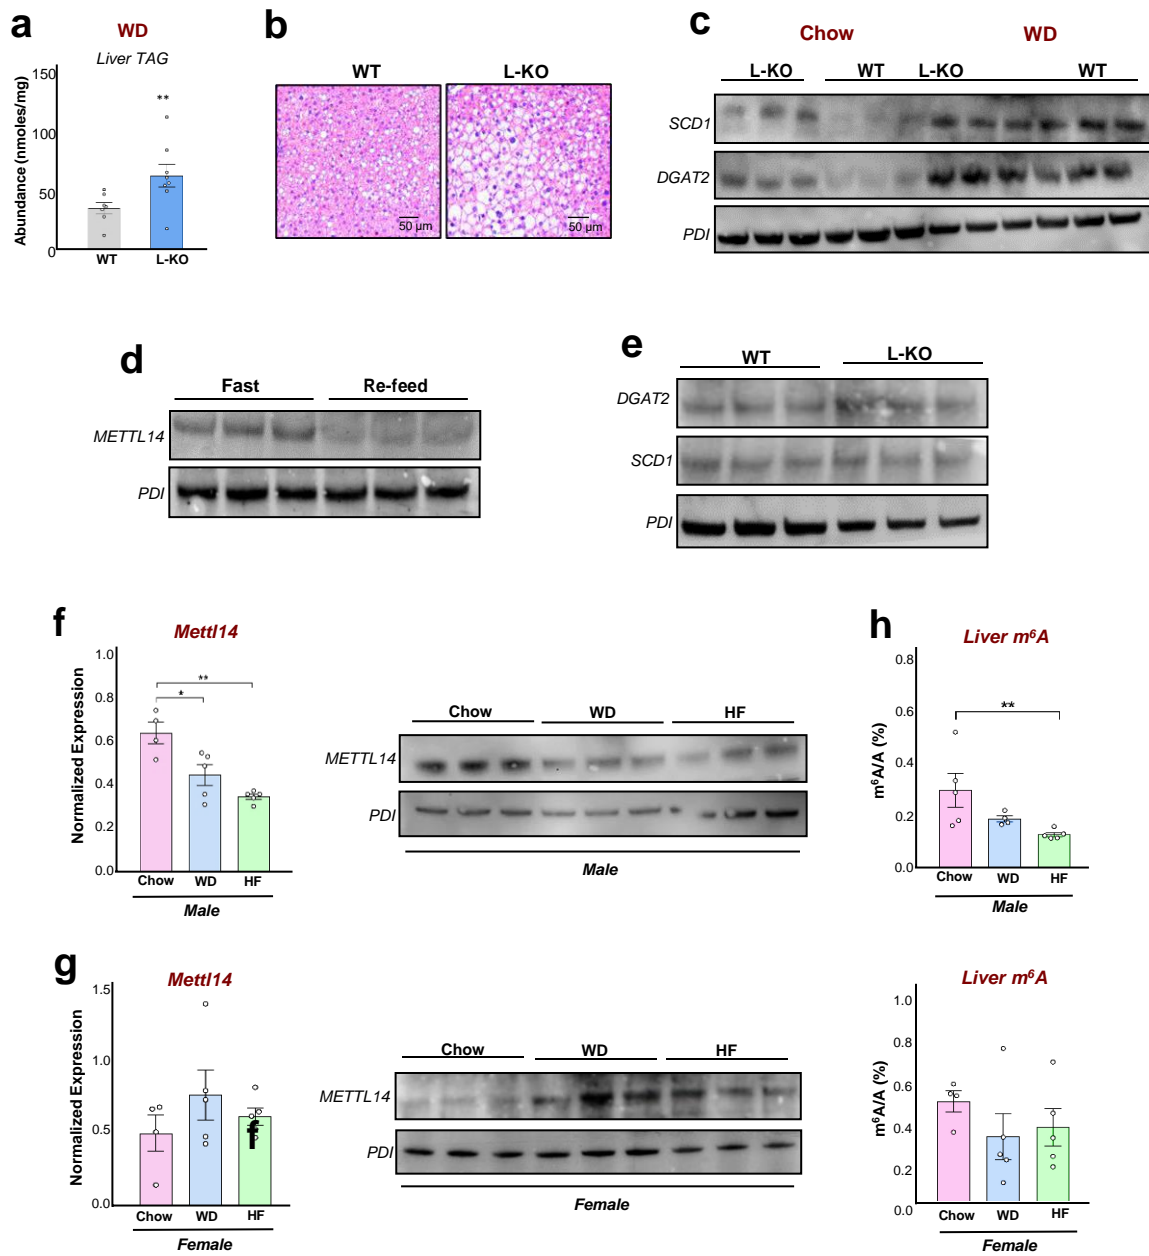 a
WD
Liver TAG
Abundance (nmoles/mg)
150
100
50
0
**
WT
L-KO
b
WT
L-KO
50 µm
50 µm
c
Chow
WD
L-KO
WT
L-KO
WT
SCD1
DGAT2
PDI
d
Fast
Re-feed
METTL14
PDI
e
WT
L-KO
DGAT2
SCD1
PDI
f
Mettl14
Normalized Expression
1.0
0.8
0.6
0.4
0.2
0.0
**
*
Chow
WD
HF
Male
Chow
WD
HF
METTL14
PDI
Male
h
Liver m⁶A
m⁶A/A (%)
0.8
0.6
0.4
0.2
0.0
**
Chow
WD
HF
Male
g
Mettl14
Normalized Expression
1.5
1.0
0.5
0.0
f
Chow
WD
HF
Female
Chow
WD
HF
METTL14
PDI
Female
Liver m⁶A
m⁶A/A (%)
1.0
0.8
0.6
0.4
0.2
0.0
Chow
WD
HF
Female